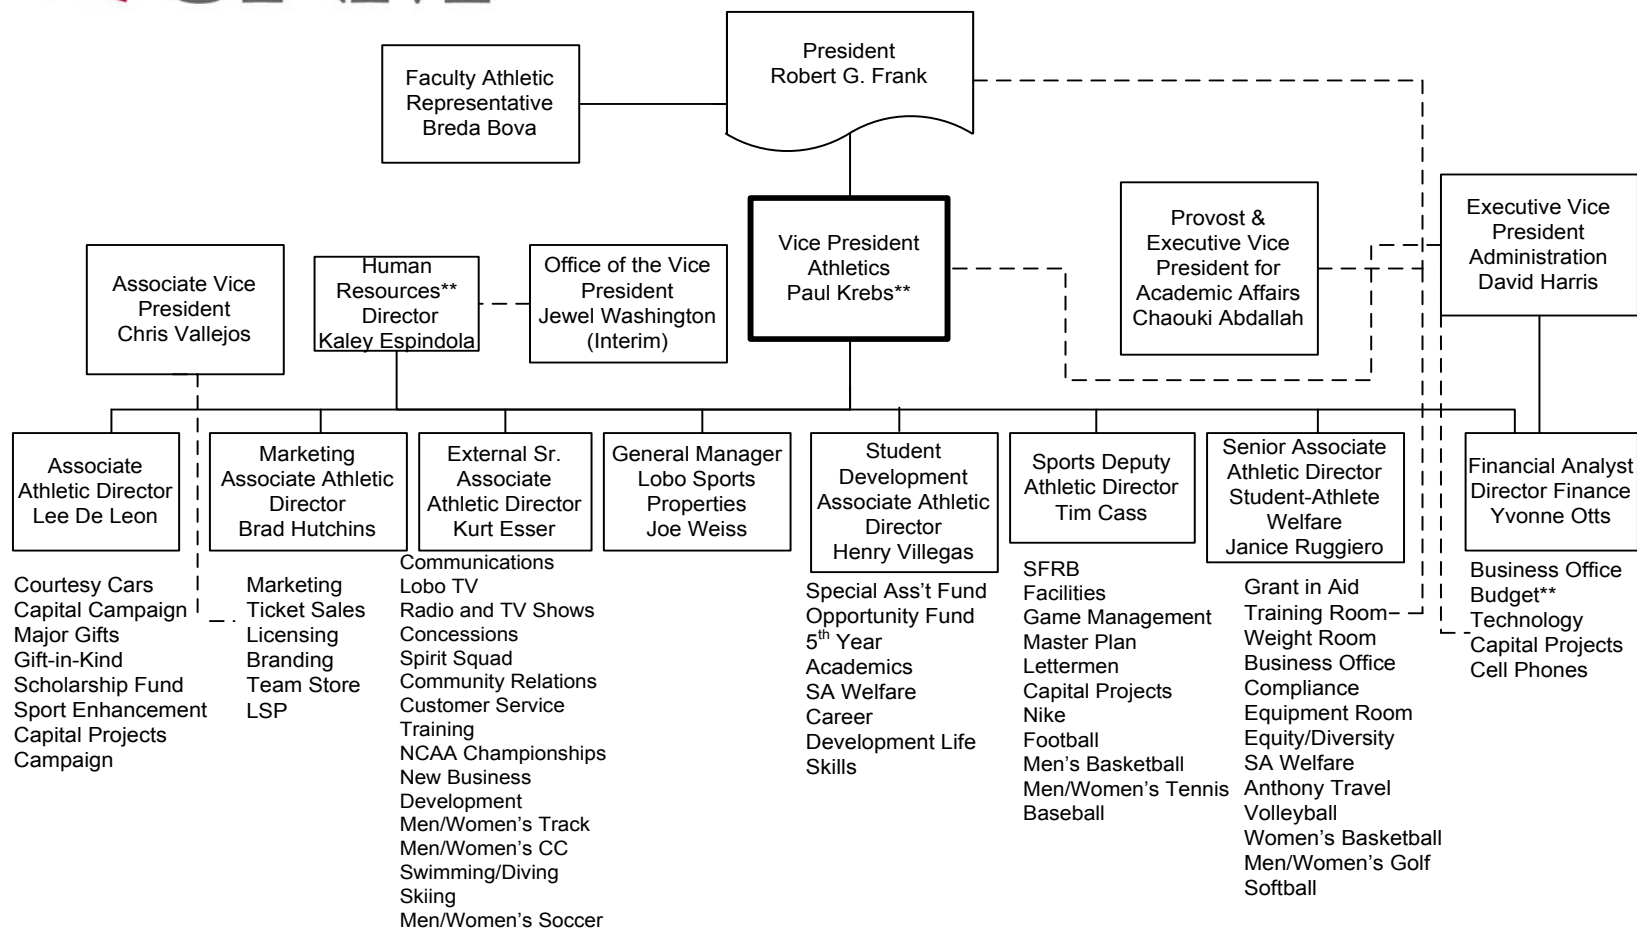 President
Robert G. Frank
Faculty Athletic
Representative
Breda Bova
Vice President
Athletics
Paul Krebs**
Provost &
Executive Vice
President for
Academic Affairs
Chaouki Abdallah
Executive Vice
President
Administration
David Harris
Associate Vice
President
Chris Vallejos
Human
Resources**
Director
Kaley Espindola
Office of the Vice
President
Jewel Washington
(Interim)
Associate
Athletic Director
Lee De Leon
Courtesy Cars
Capital Campaign
Major Gifts
Gift-in-Kind
Scholarship Fund
Sport Enhancement
Capital Projects
Campaign
Marketing
Associate Athletic
Director
Brad Hutchins
Marketing
Ticket Sales
Licensing
Branding
Team Store
LSP
External Sr.
Associate
Athletic Director
Kurt Esser
Communications
Lobo TV
Radio and TV Shows
Concessions
Spirit Squad
Community Relations
Customer Service
Training
NCAA Championships
New Business
Development
Men/Women's Track
Men/Women's CC
Swimming/Diving
Skiing
Men/Women's Soccer
General Manager
Lobo Sports
Properties
Joe Weiss
Student
Development
Associate Athletic
Director
Henry Villegas
Special Ass't Fund
Opportunity Fund
5th Year
Academics
SA Welfare
Career
Development Life
Skills
Sports Deputy
Athletic Director
Tim Cass
SFRB
Facilities
Game Management
Master Plan
Lettermen
Capital Projects
Nike
Football
Men's Basketball
Men/Women's Tennis
Baseball
Senior Associate
Athletic Director
Student-Athlete
Welfare
Janice Ruggiero
Grant in Aid
Training Room
Weight Room
Business Office
Compliance
Equipment Room
Equity/Diversity
SA Welfare
Anthony Travel
Volleyball
Women's Basketball
Men/Women's Golf
Softball
Financial Analyst
Director Finance
Yvonne Otts
Business Office
Budget**
Technology
Capital Projects
Cell Phones